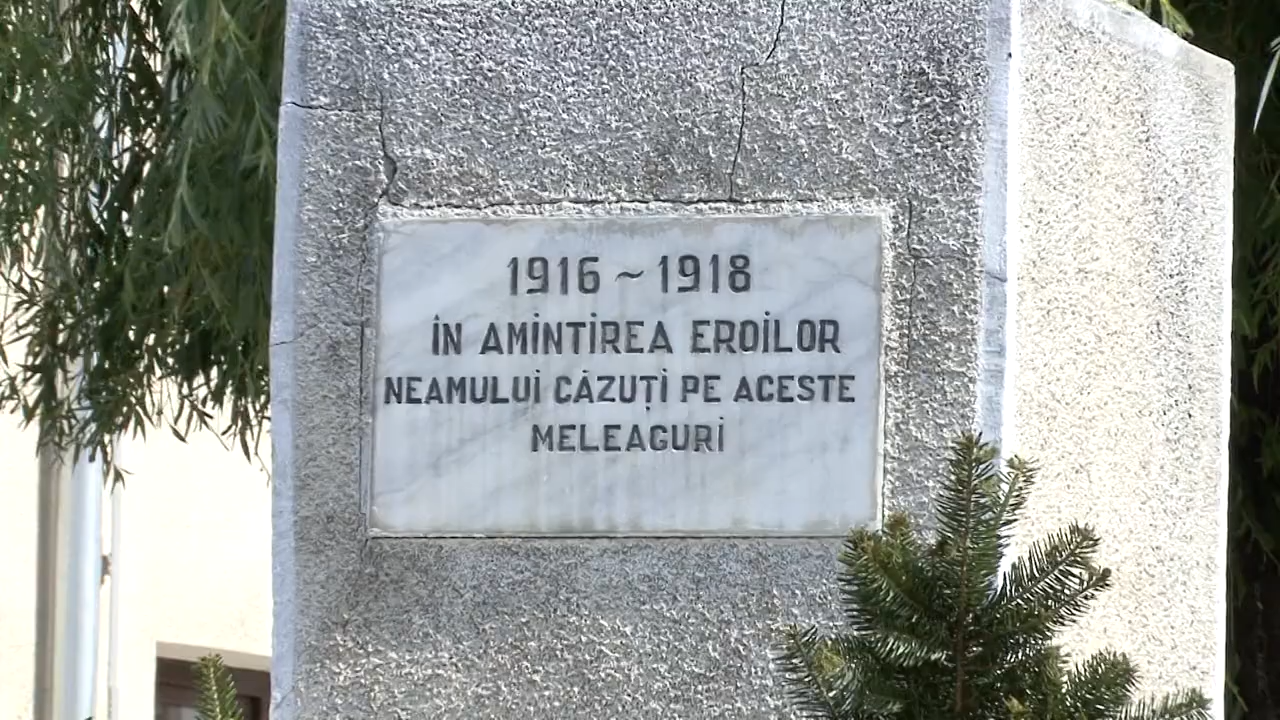 1916 ~ 1918
ÎN AMINTIREA EROILOR
NEAMULUI CĂZUȚI PE ACESTE
MELEAGURI